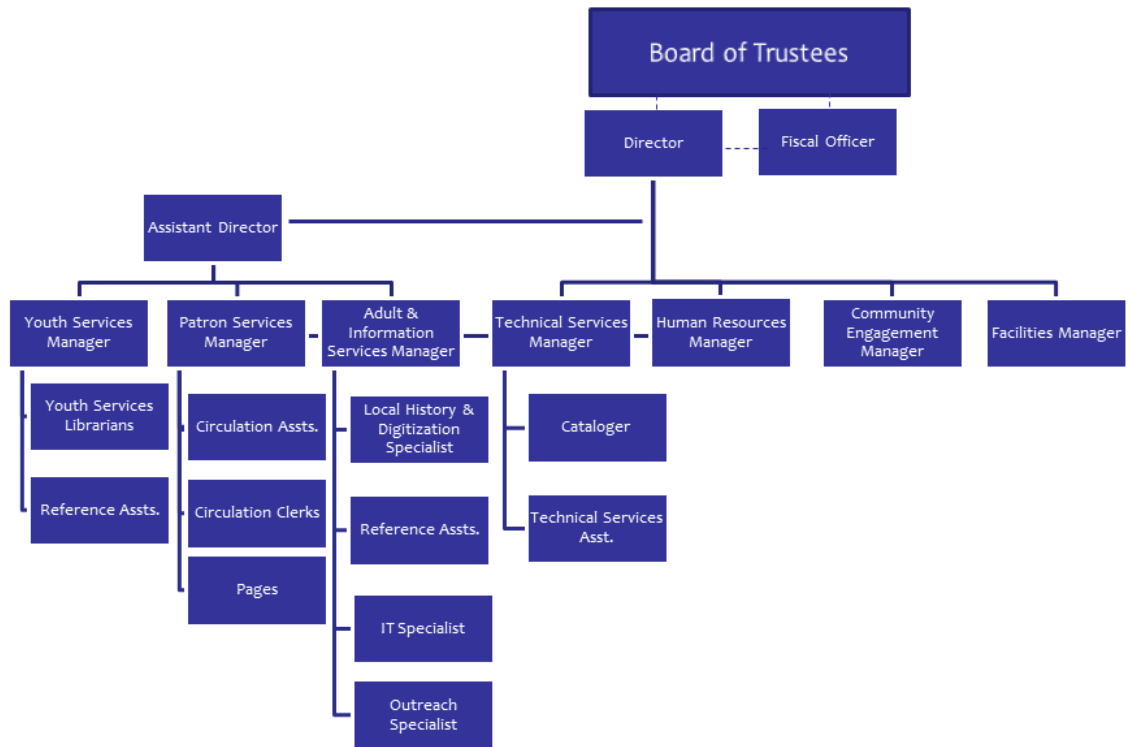 Board of Trustees
Director
Fiscal Officer
Assistant Director
Youth Services
Manager
Patron Services
Manager
Adult &
Information
Services Manager
Technical Services
Manager
Human Resources
Manager
Community
Engagement
Manager
Facilities Manager
Youth Services
Librarians
Reference Assts.
Circulation Assts.
Circulation Clerks
Pages
Local History &
Digitization
Specialist
Reference Assts.
IT Specialist
Outreach
Specialist
Cataloger
Technical Services
Asst.